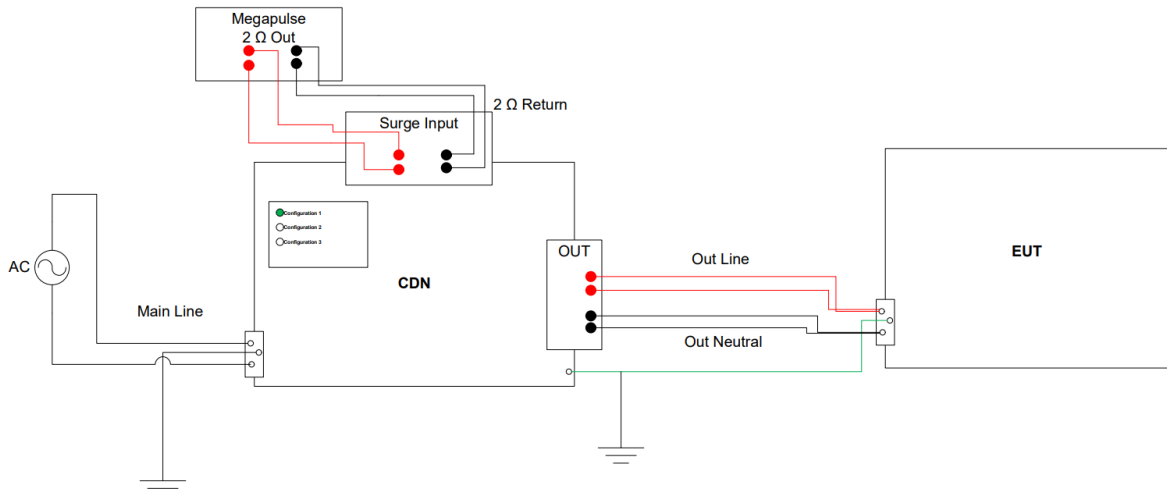 Megapulse
2 Ω Out
2 Ω Return
Surge Input
Configuration 1
Configuration 2
Configuration 3
OUT
Out Line
EUT
AC
CDN
Main Line
Out Neutral